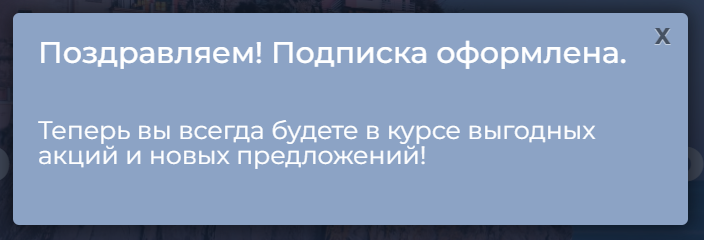 x
Поздравляем! Подписка оформлена.
Теперь вы всегда будете в курсе выгодных
акций и новых предложений!